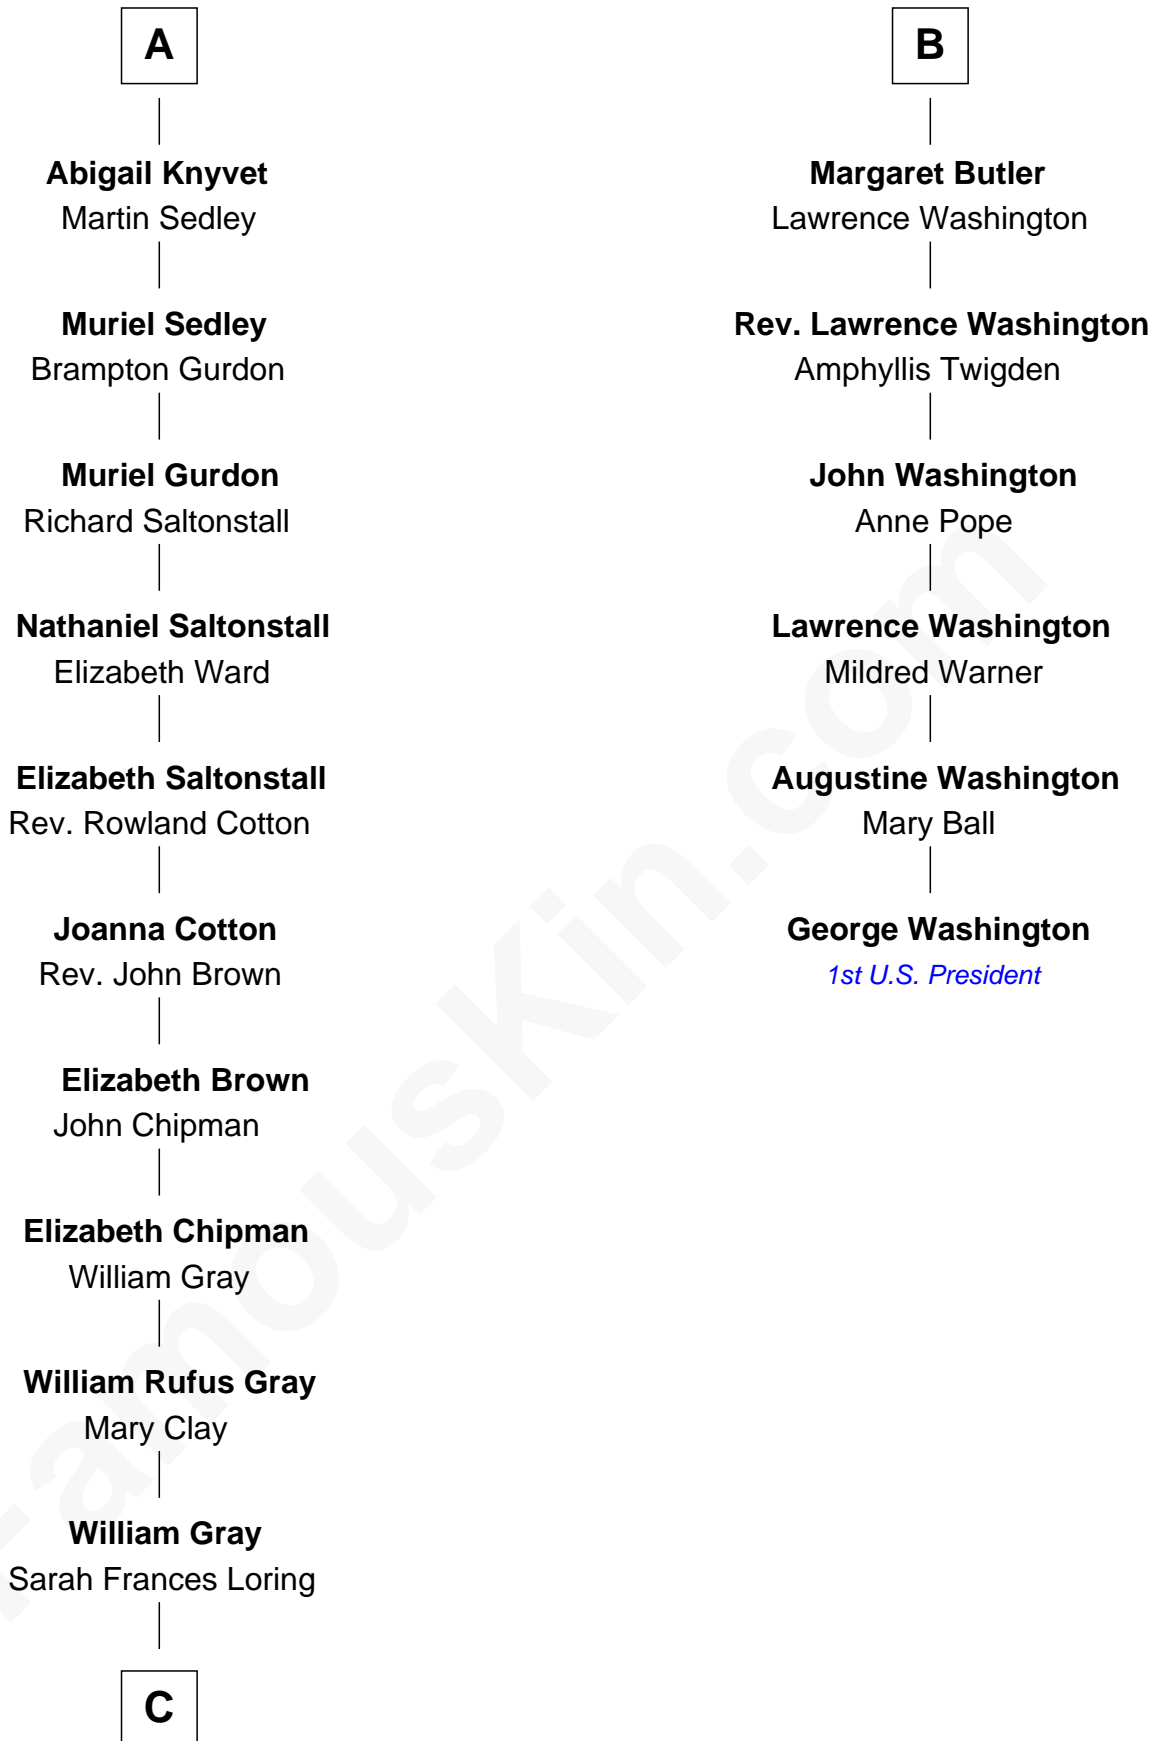 A
Abigail Knyvet
Martin Sedley
Muriel Sedley
Brampton Gurdon
Muriel Gurdon
Richard Saltonstall
Nathaniel Saltonstall
Elizabeth Ward
Elizabeth Saltonstall
Rev. Rowland Cotton
Joanna Cotton
Rev. John Brown
Elizabeth Brown
John Chipman
Elizabeth Chipman
William Gray
William Rufus Gray
Mary Clay
William Gray
Sarah Frances Loring
C
B
Margaret Butler
Lawrence Washington
Rev. Lawrence Washington
Amphyllis Twigden
John Washington
Anne Pope
Lawrence Washington
Mildred Warner
Augustine Washington
Mary Ball
George Washington
1st U.S. President
FamousKin.com